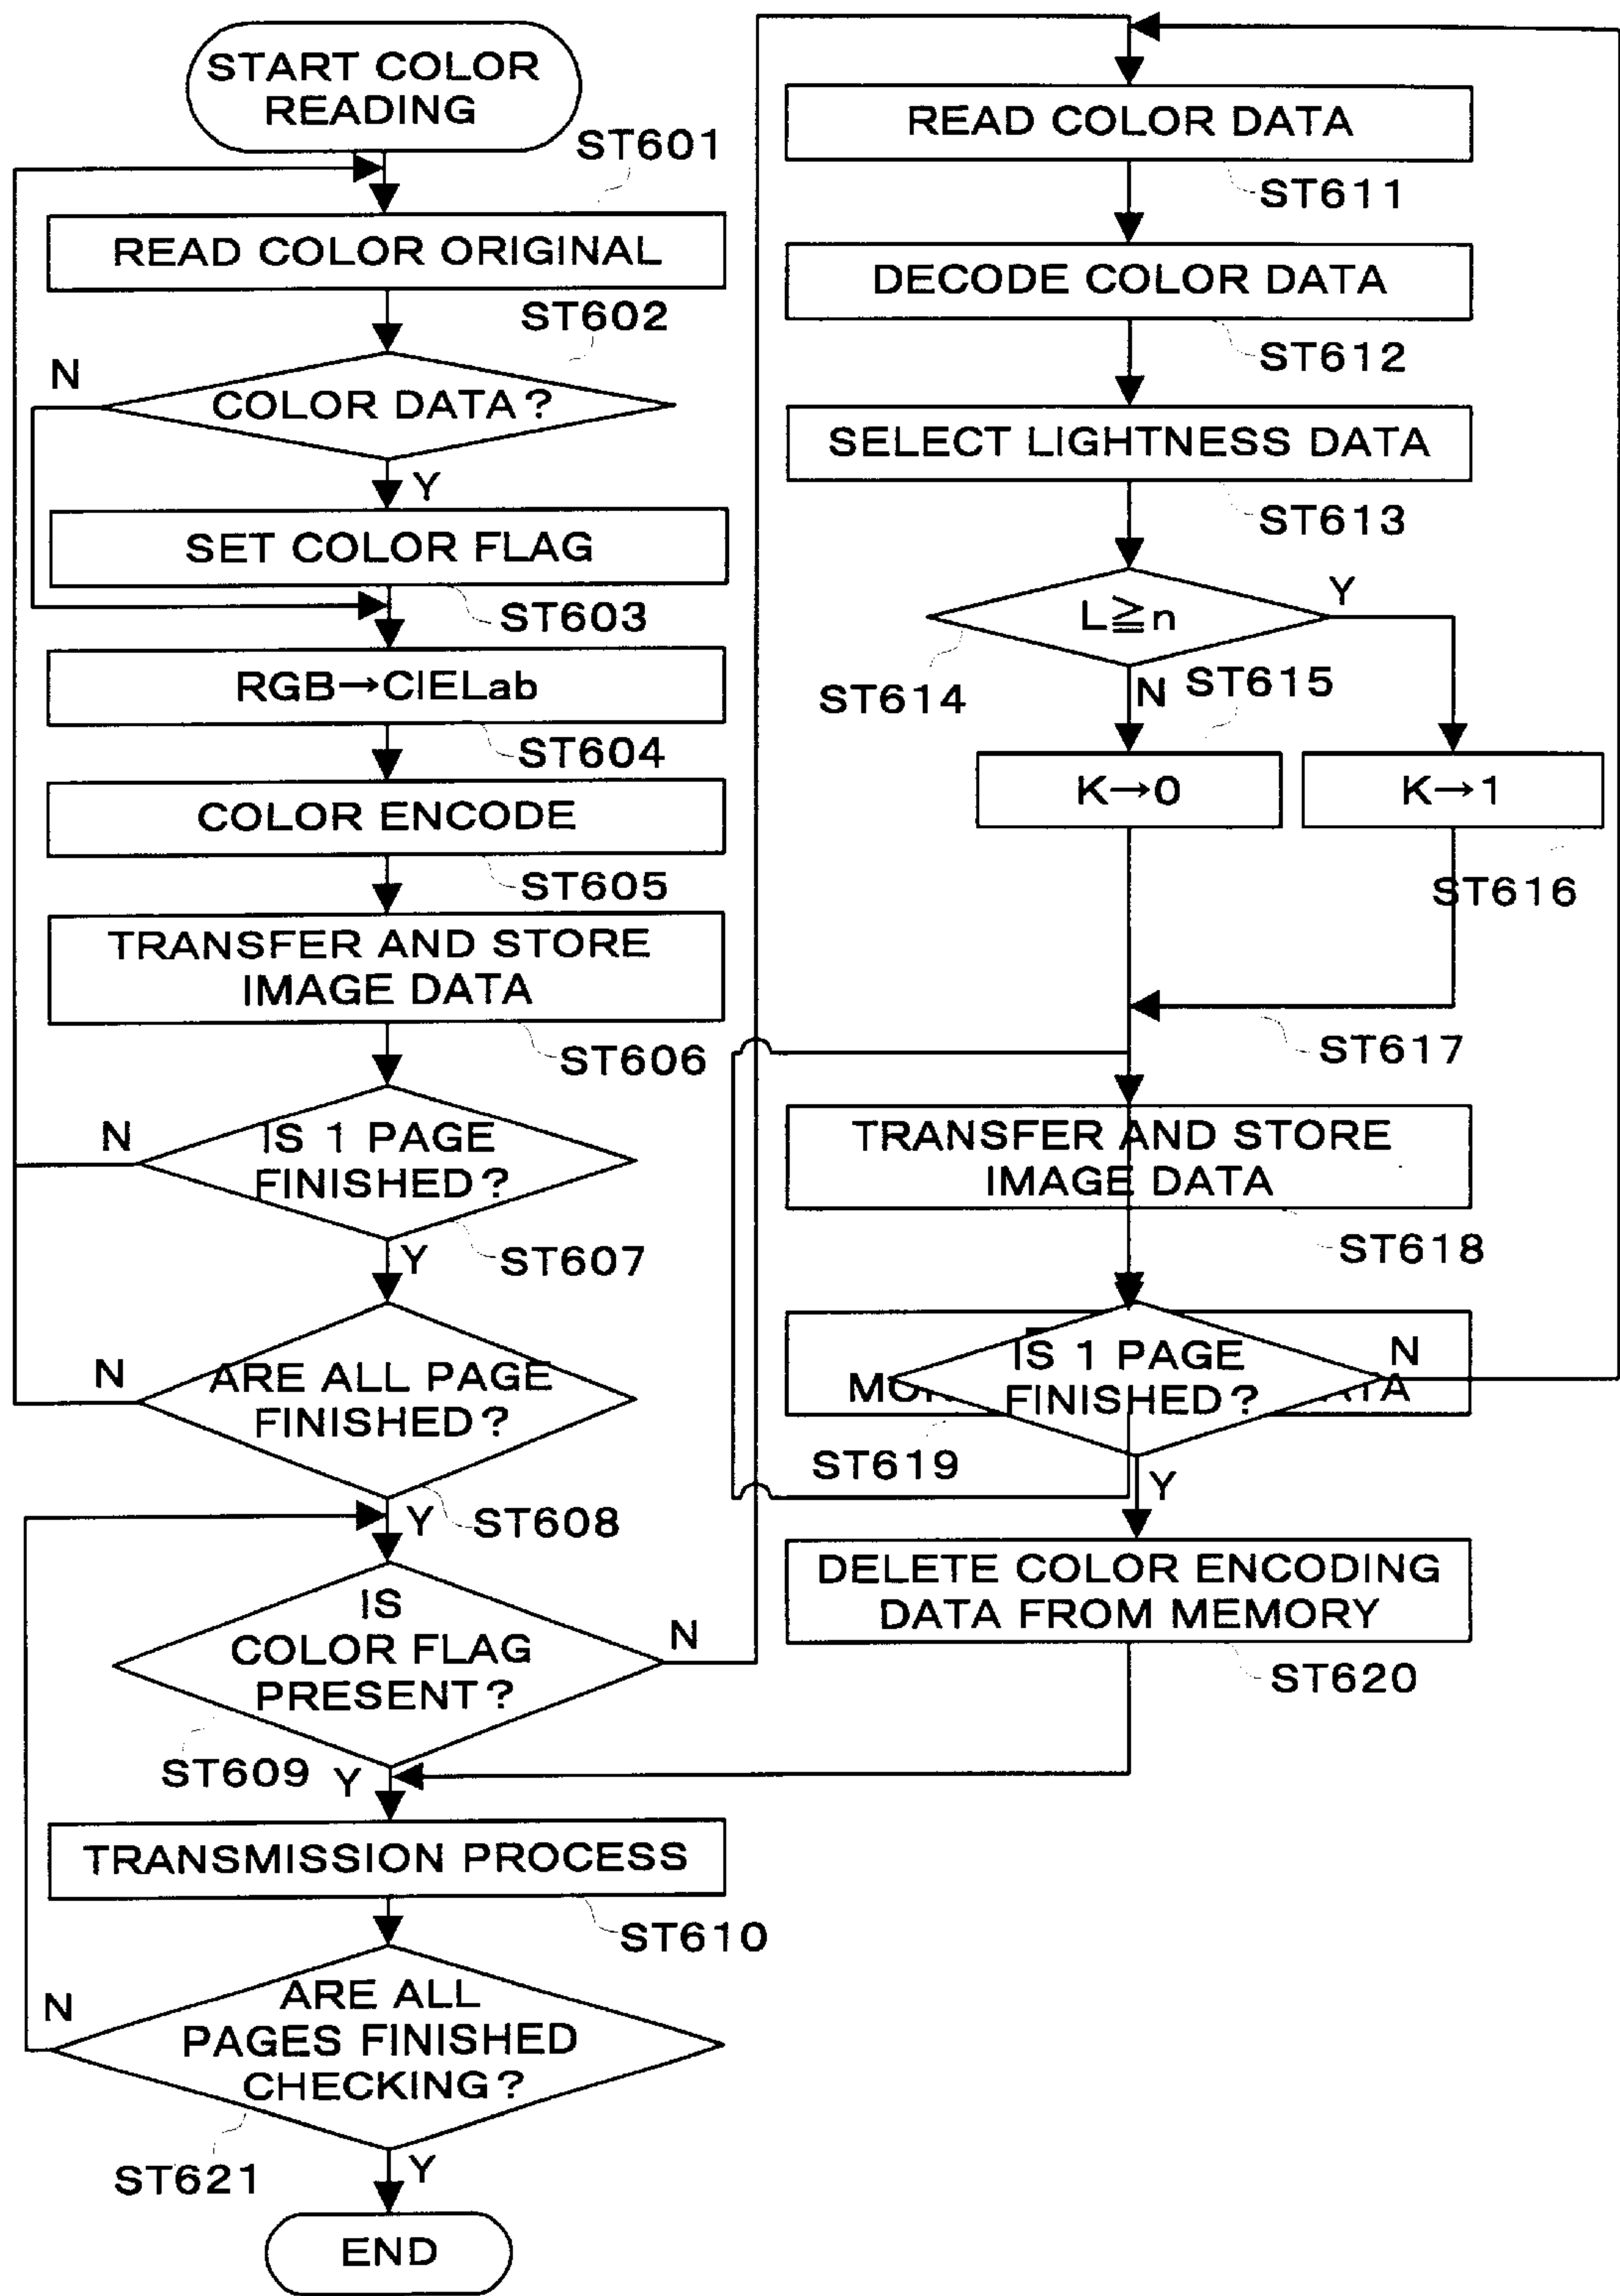 START COLOR
READING
ST601
READ COLOR ORIGINAL
ST602
N
COLOR DATA?
Y
SET COLOR FLAG
ST603
RGB→CIELab
ST604
COLOR ENCODE
ST605
TRANSFER AND STORE
IMAGE DATA
ST606
N
IS 1 PAGE
FINISHED?
Y
ST607
N
ARE ALL PAGE
FINISHED?
Y
ST608
IS
COLOR FLAG
PRESENT?
N
ST609
Y
TRANSMISSION PROCESS
ST610
N
ARE ALL
PAGES FINISHED
CHECKING?
ST621
Y
END
READ COLOR DATA
ST611
DECODE COLOR DATA
ST612
SELECT LIGHTNESS DATA
ST613
L≧n
Y
ST614
N
ST615
K→0
K→1
ST616
ST617
TRANSFER AND STORE
IMAGE DATA
ST618
IS 1 PAGE
FINISHED?
N
ST619
Y
DELETE COLOR ENCODING
DATA FROM MEMORY
ST620